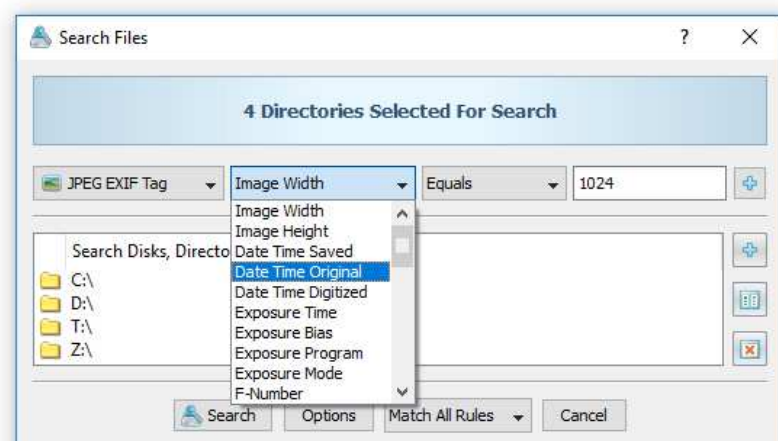 Search Files
?
4 Directories Selected For Search
JPEG EXIF Tag Image Width Equals 1024
Image Width
Image Height
Search Disks, Directo Date Time Saved
C:\ Date Time Original
D:\ Date Time Digitized
T:\ Exposure Time
Z:\ Exposure Bias
Exposure Program
Exposure Mode
F-Number
Search Options Match All Rules Cancel